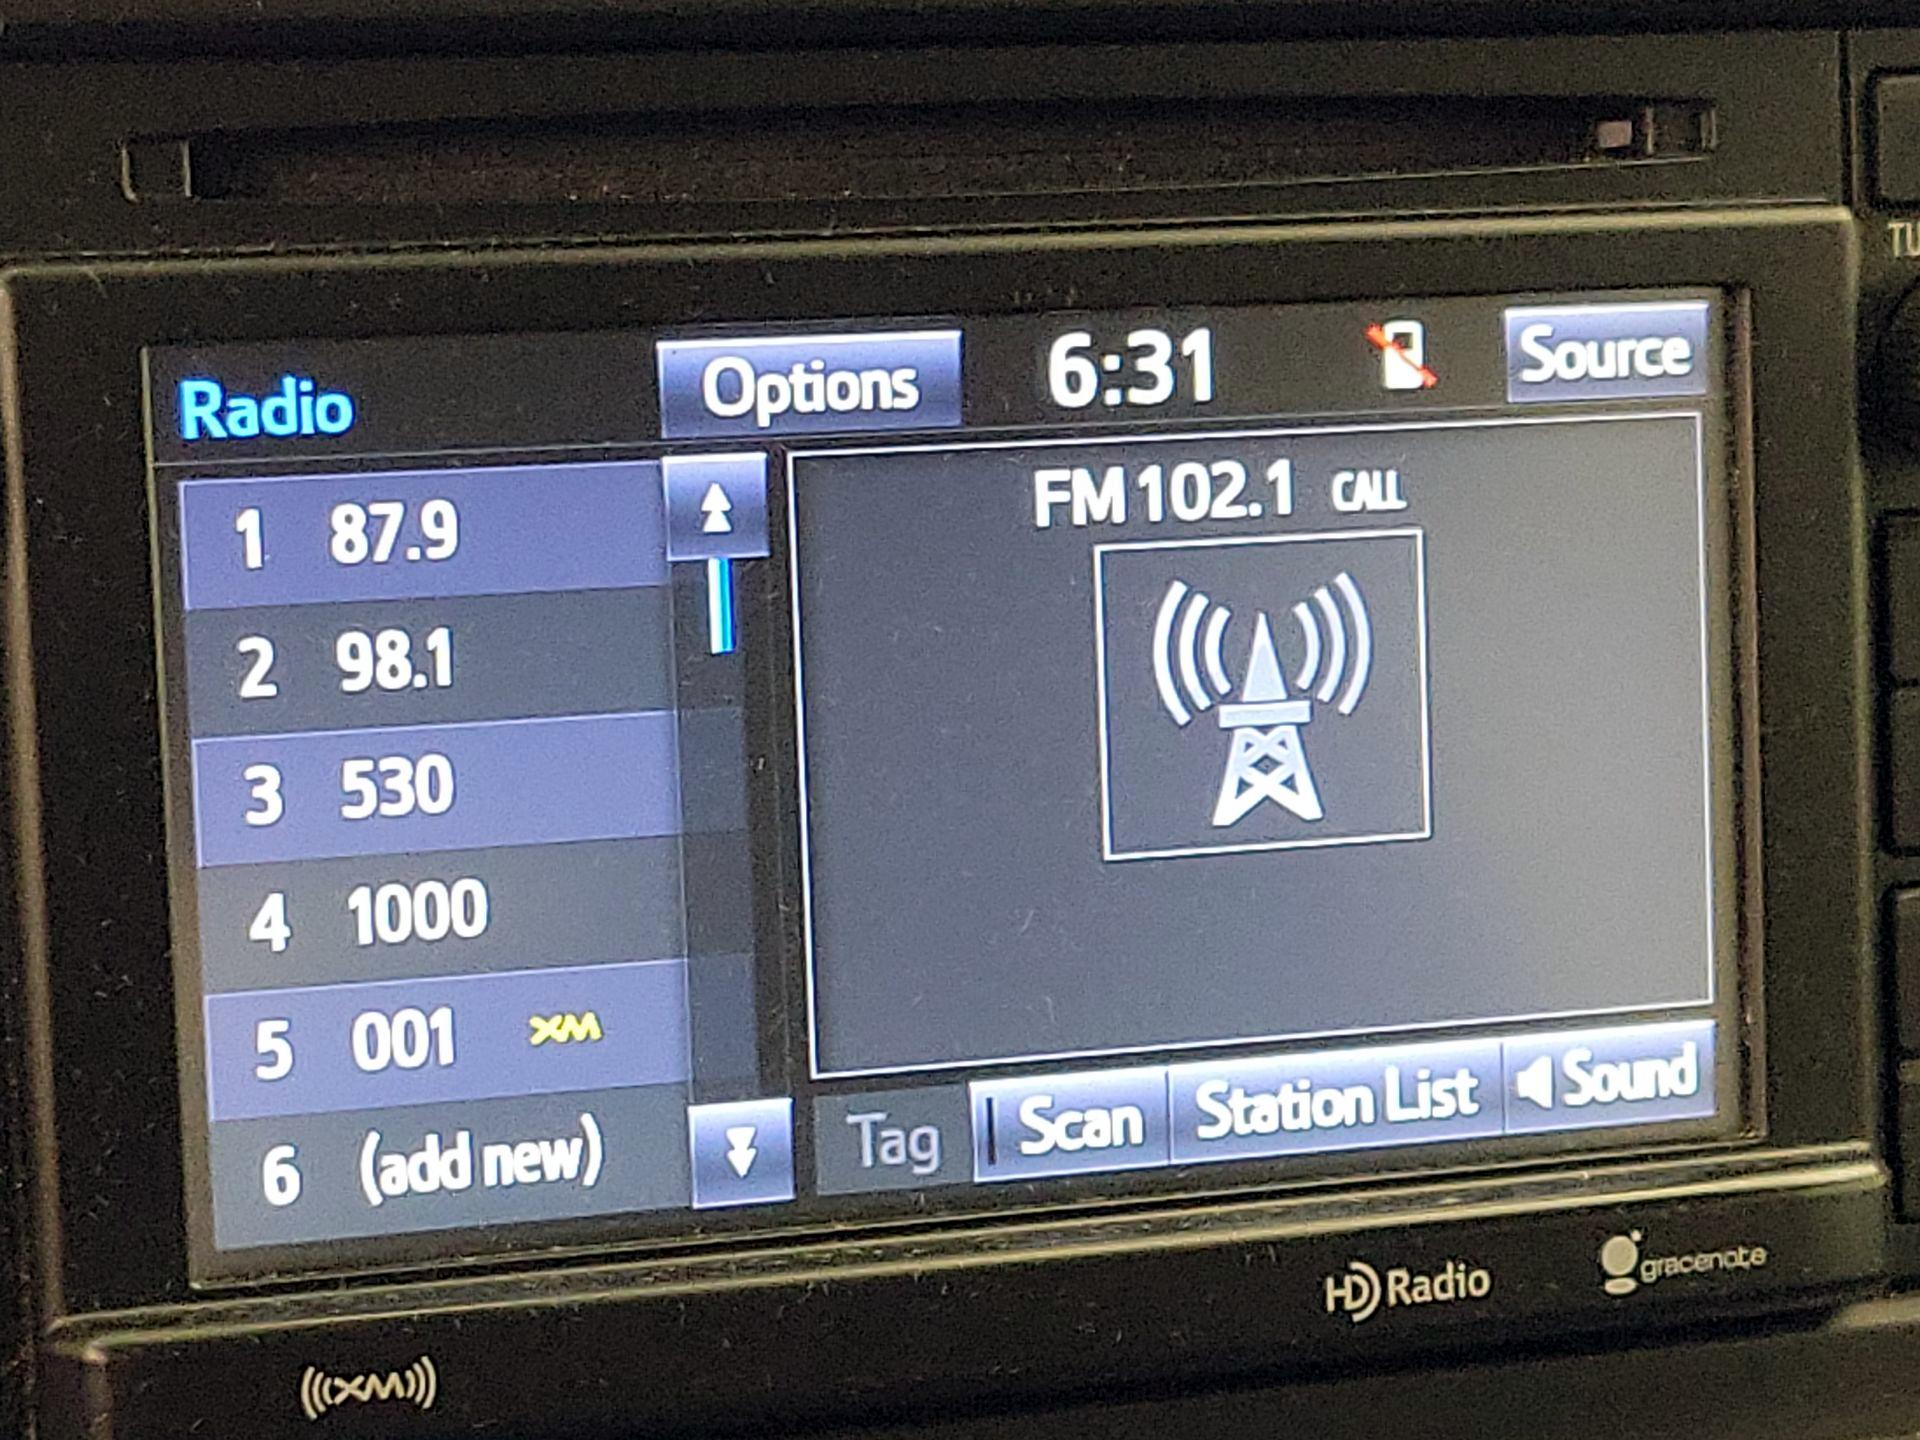 TU
Radio Options 6:31 Source
1 87.9
2 98.1
3 530
4 1000
5 001 XM
6 (add new)
FM 102.1 CALL
Tag Scan Station List Sound
HD Radio gracenote
XM